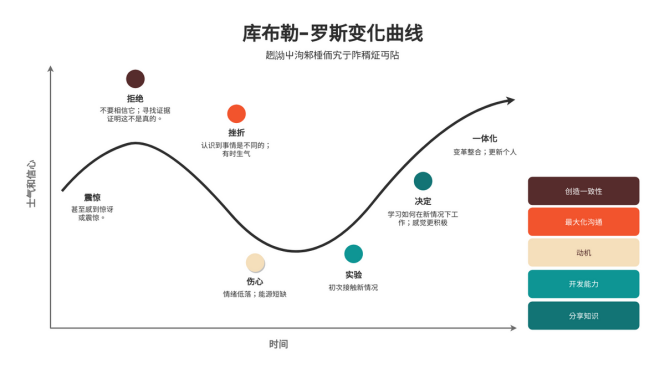 库布勒-罗斯变化曲线
拒绝
不要相信它；寻找证据
证明这不是真的。
挫折
认识到事情是不同的；
有时生气
一体化
变革整合；更新个人
震惊
甚至感到惊讶
或震惊。
决定
学习如何在新情况下工
作；感觉更积极
伤心
情绪低落；能源短缺
实验
初次接触新情况
士气和信心
时间
创造一致性
最大化沟通
动机
开发能力
分享知识